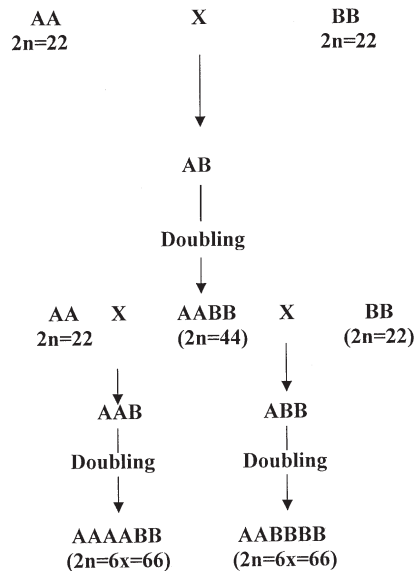 AA X BB
2n=22 2n=22
AB
Doubling
AA X AABB X BB
2n=22 (2n=44) (2n=22)
AAB ABB
Doubling Doubling
AAAABB AABBBB
(2n=6x=66) (2n=6x=66)